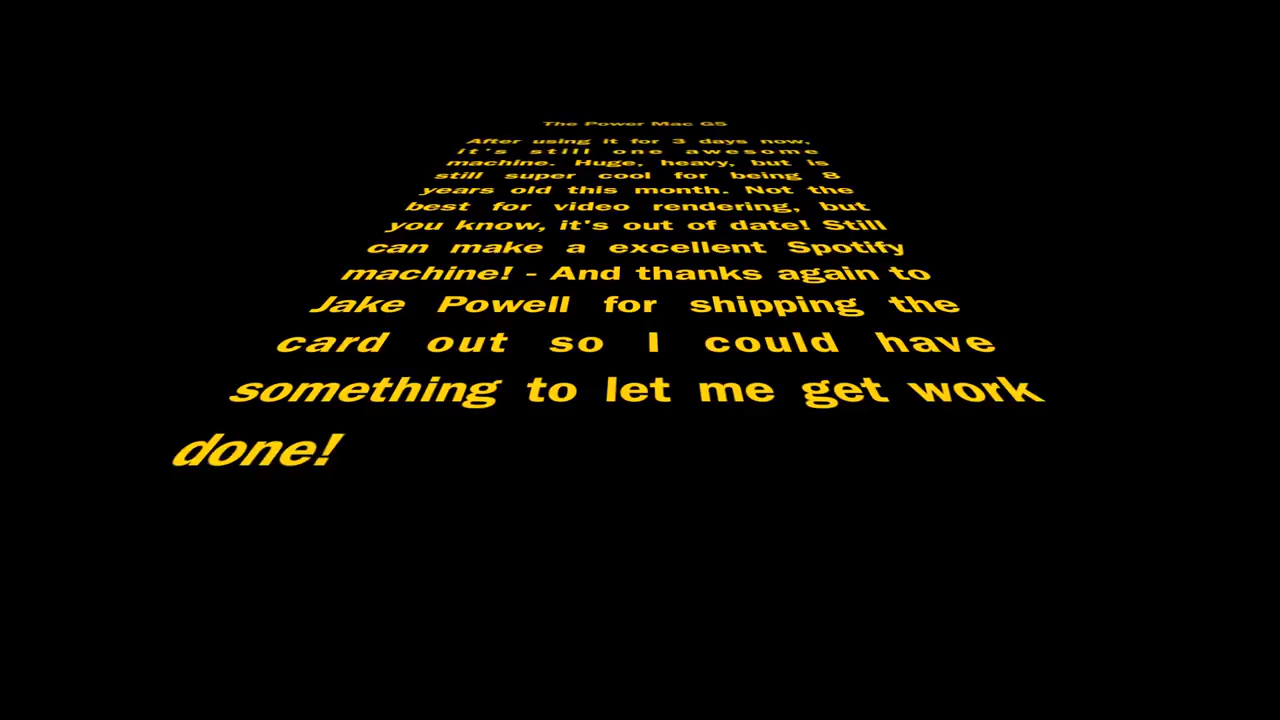 The Power Mac G5
After using it for 3 days now,
it's still one awesome
machine. Huge, heavy, but is
still super cool for being 8
years old this month. Not the
best for video rendering, but
you know, it's out of date! Still
can make a excellent Spotify
machine! - And thanks again to
Jake Powell for shipping the
card out so I could have
something to let me get work
done!